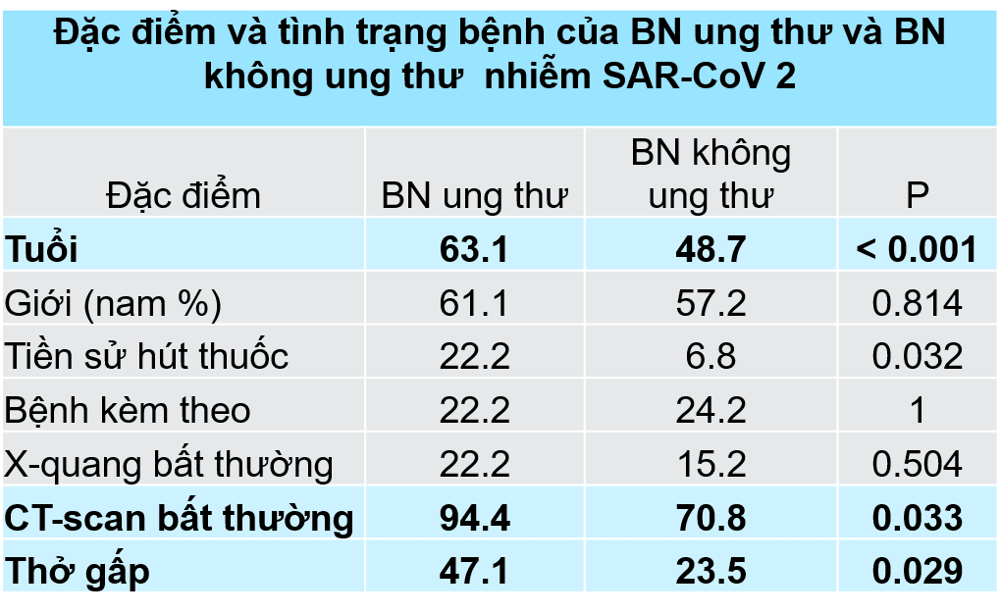 Đặc điểm và tình trạng bệnh của BN ung thư và BN
không ung thư nhiễm SAR-CoV 2
Đặc điểm BN ung thư BN không ung thư P
Tuổi 63.1 48.7 < 0.001
Giới (nam %) 61.1 57.2 0.814
Tiền sử hút thuốc 22.2 6.8 0.032
Bệnh kèm theo 22.2 24.2 1
X-quang bất thường 22.2 15.2 0.504
CT-scan bất thường 94.4 70.8 0.033
Thở gấp 47.1 23.5 0.029